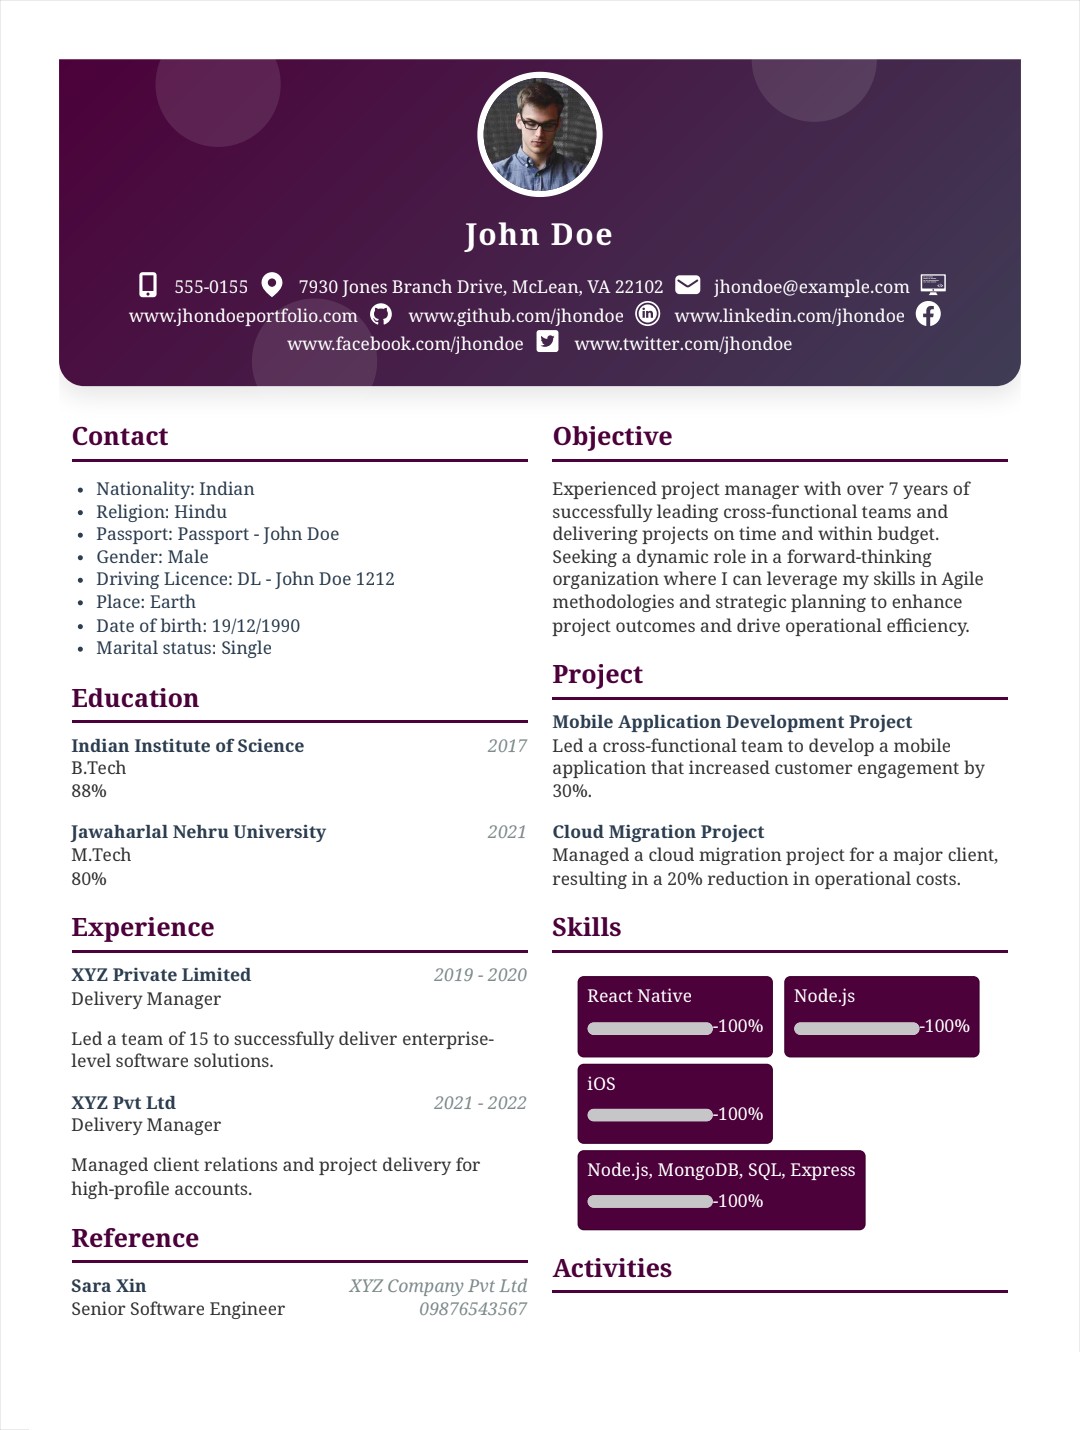 John Doe
555-0155 7930 Jones Branch Drive, McLean, VA 22102 jhondoe@example.com
www.jhondoeportfolio.com www.github.com/jhondoe www.linkedin.com/jhondoe
www.facebook.com/jhondoe www.twitter.com/jhondoe
Contact
• Nationality: Indian
• Religion: Hindu
• Passport: Passport - John Doe
• Gender: Male
• Driving Licence: DL - John Doe 1212
• Place: Earth
• Date of birth: 19/12/1990
• Marital status: Single
Education
Indian Institute of Science 2017
B.Tech
88%
Jawaharlal Nehru University 2021
M.Tech
80%
Experience
XYZ Private Limited 2019 - 2020
Delivery Manager
Led a team of 15 to successfully deliver enterprise-
level software solutions.
XYZ Pvt Ltd 2021 - 2022
Delivery Manager
Managed client relations and project delivery for
high-profile accounts.
Reference
Sara Xin XYZ Company Pvt Ltd
Senior Software Engineer 09876543567
Objective
Experienced project manager with over 7 years of
successfully leading cross-functional teams and
delivering projects on time and within budget.
Seeking a dynamic role in a forward-thinking
organization where I can leverage my skills in Agile
methodologies and strategic planning to enhance
project outcomes and drive operational efficiency.
Project
Mobile Application Development Project
Led a cross-functional team to develop a mobile
application that increased customer engagement by
30%.
Cloud Migration Project
Managed a cloud migration project for a major client,
resulting in a 20% reduction in operational costs.
Skills
React Native Node.js
-100% -100%
iOS
-100%
Node.js, MongoDB, SQL, Express
-100%
Activities